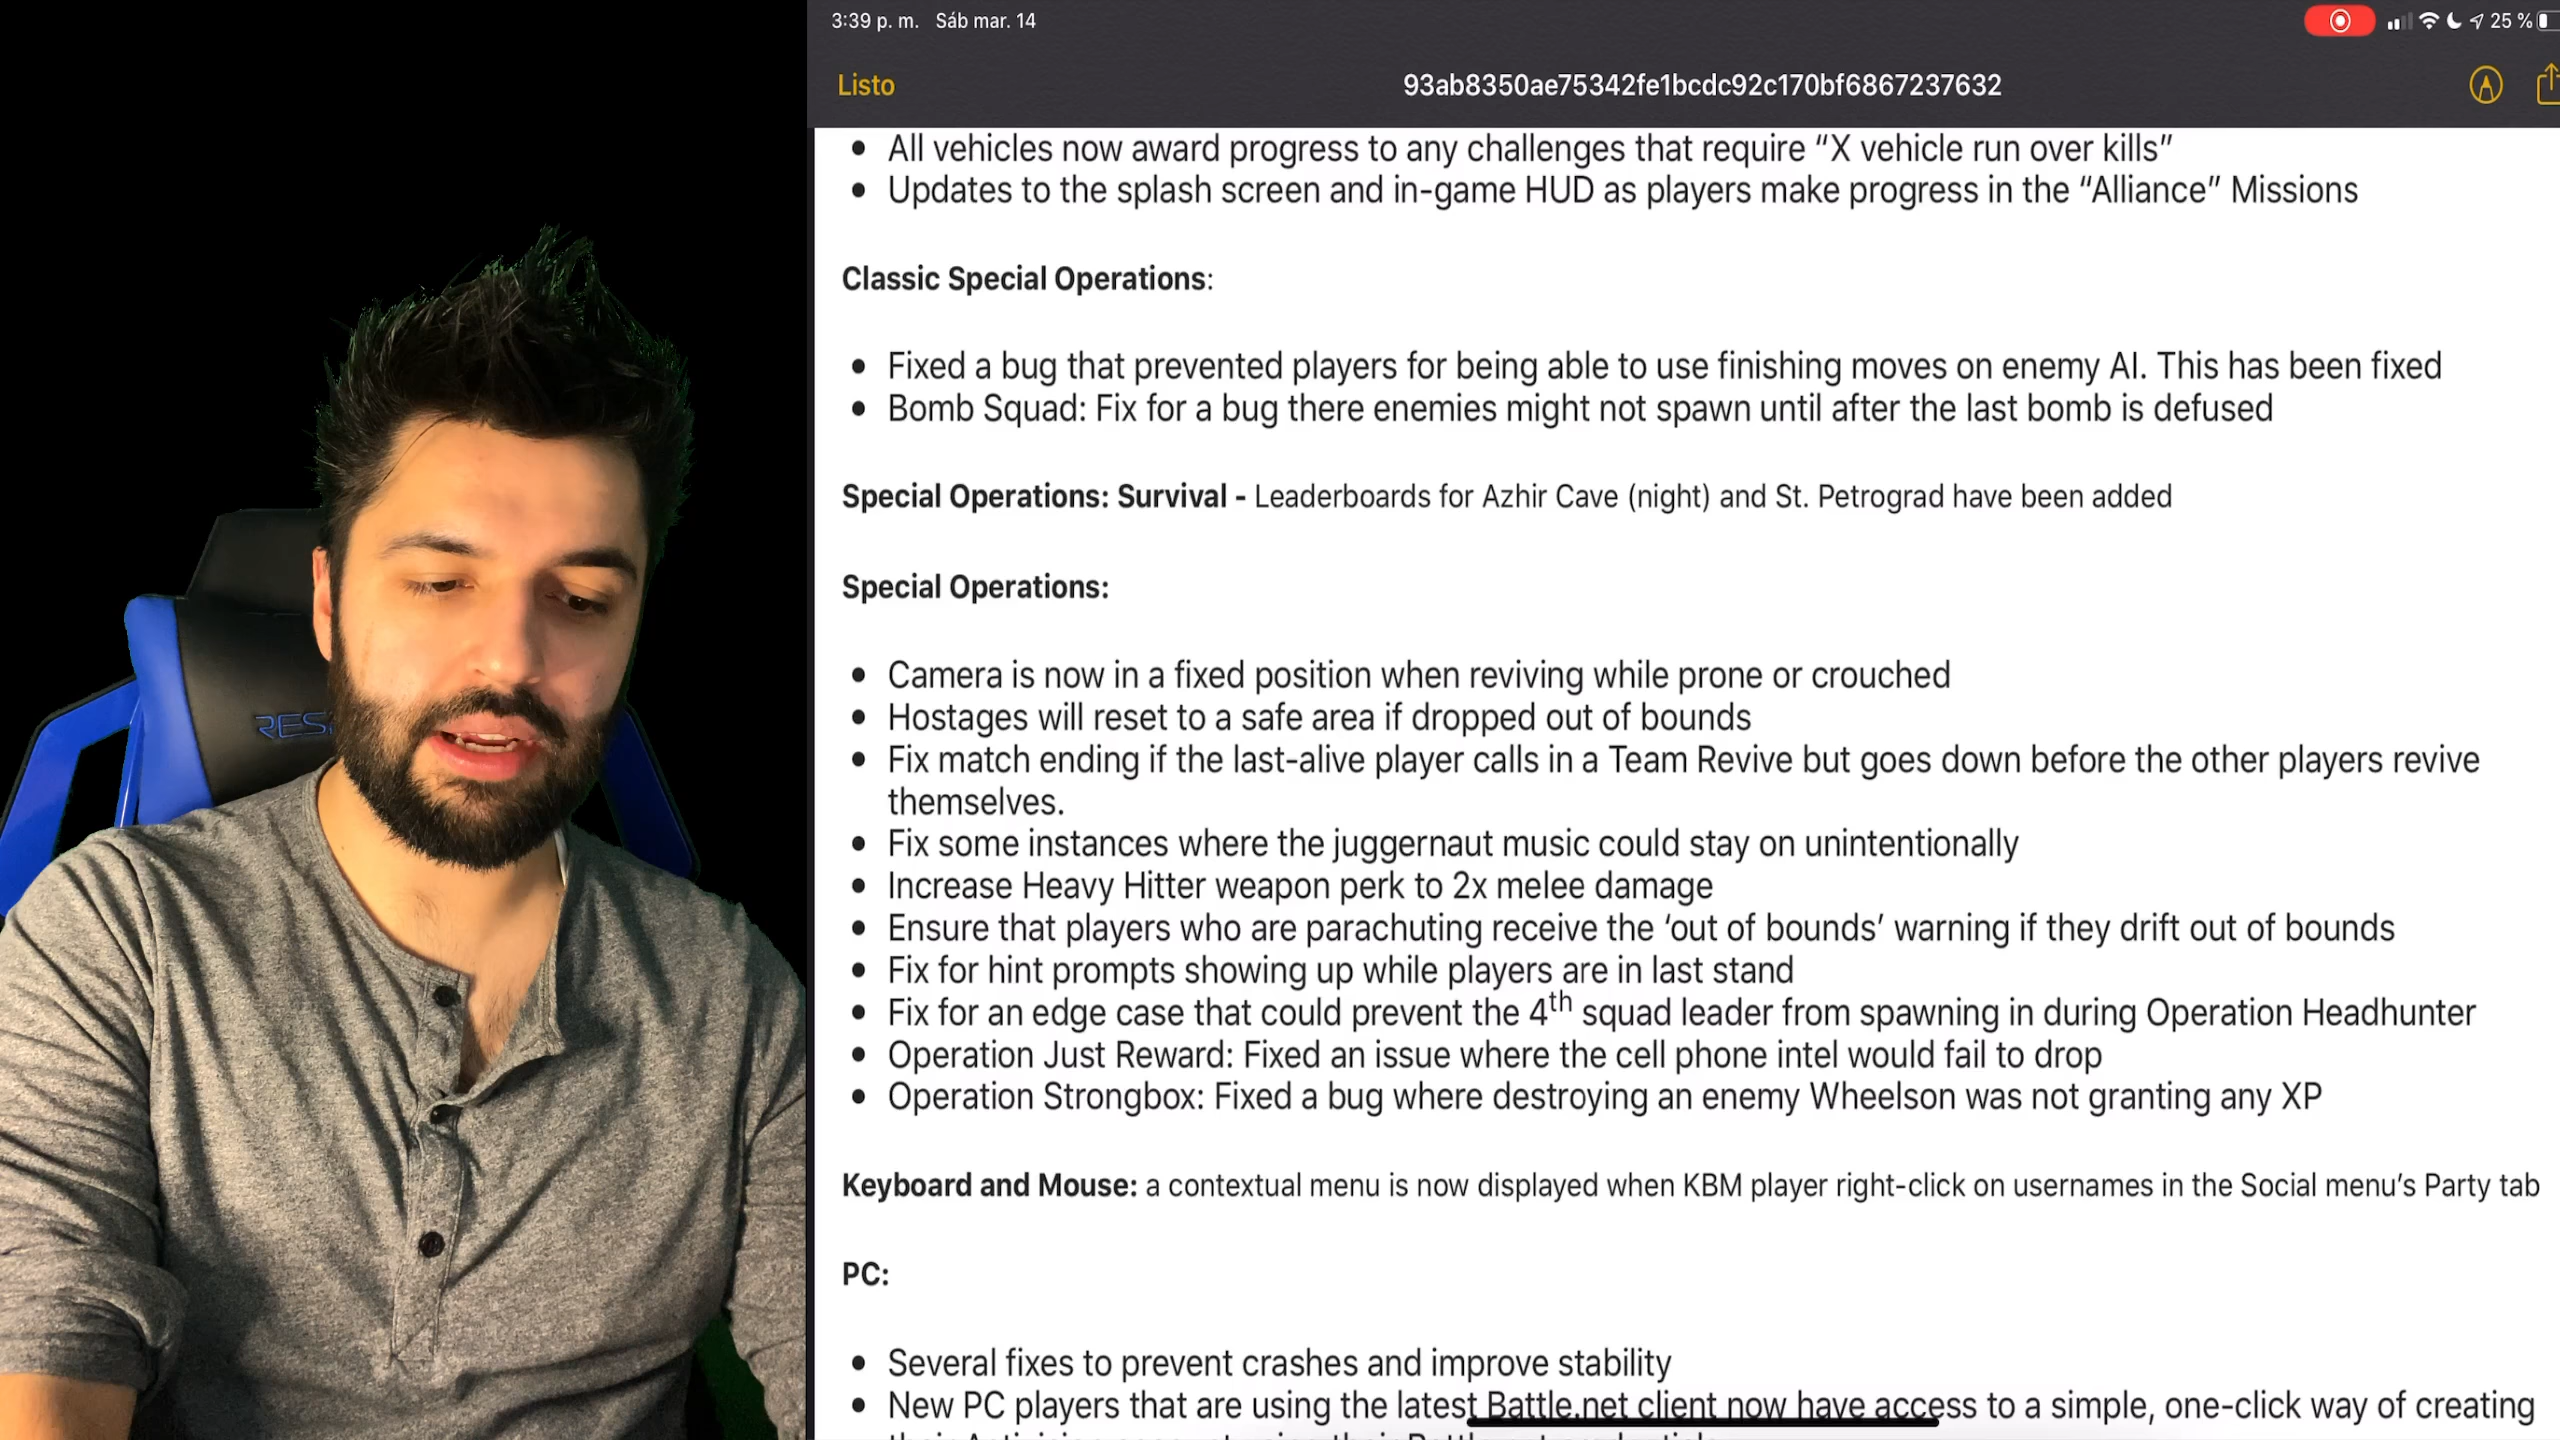 3:39 p. m. Sáb mar. 14
25 %
Listo
93ab8350ae75342fe1bcdc92c170bf6867237632
• All vehicles now award progress to any challenges that require “X vehicle run over kills”
• Updates to the splash screen and in-game HUD as players make progress in the “Alliance” Missions
Classic Special Operations:
• Fixed a bug that prevented players for being able to use finishing moves on enemy AI. This has been fixed
• Bomb Squad: Fix for a bug there enemies might not spawn until after the last bomb is defused
Special Operations: Survival - Leaderboards for Azhir Cave (night) and St. Petrograd have been added
Special Operations:
• Camera is now in a fixed position when reviving while prone or crouched
• Hostages will reset to a safe area if dropped out of bounds
• Fix match ending if the last-alive player calls in a Team Revive but goes down before the other players revive
themselves.
• Fix some instances where the juggernaut music could stay on unintentionally
• Increase Heavy Hitter weapon perk to 2x melee damage
• Ensure that players who are parachuting receive the ‘out of bounds’ warning if they drift out of bounds
• Fix for hint prompts showing up while players are in last stand
• Fix for an edge case that could prevent the 4th squad leader from spawning in during Operation Headhunter
• Operation Just Reward: Fixed an issue where the cell phone intel would fail to drop
• Operation Strongbox: Fixed a bug where destroying an enemy Wheelson was not granting any XP
Keyboard and Mouse: a contextual menu is now displayed when KBM player right-click on usernames in the Social menu’s Party tab
PC:
• Several fixes to prevent crashes and improve stability
• New PC players that are using the latest Battle.net client now have access to a simple, one-click way of creating